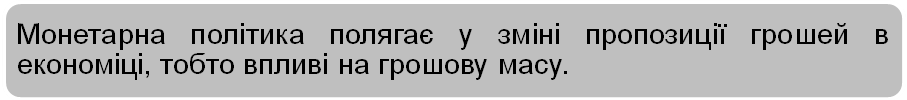 Монетарна політика полягає у зміні пропозиції грошей в
економіці, тобто впливі на грошову масу.